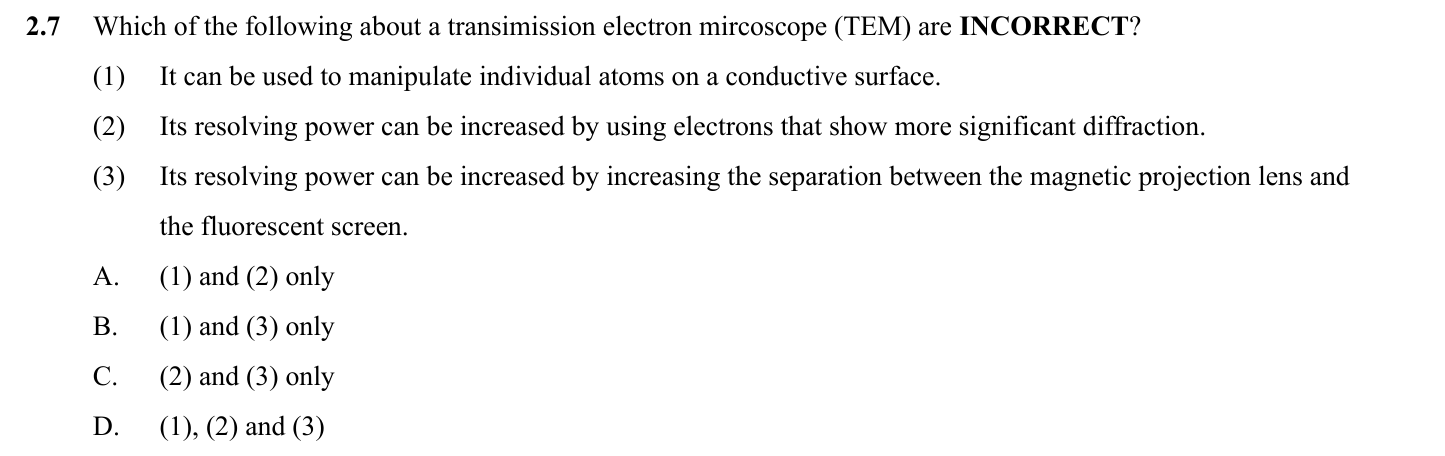 2.7 Which of the following about a transimission electron mircoscope (TEM) are INCORRECT?
(1) It can be used to manipulate individual atoms on a conductive surface.
(2) Its resolving power can be increased by using electrons that show more significant diffraction.
(3) Its resolving power can be increased by increasing the separation between the magnetic projection lens and
the fluorescent screen.
A. (1) and (2) only
B. (1) and (3) only
C. (2) and (3) only
D. (1), (2) and (3)